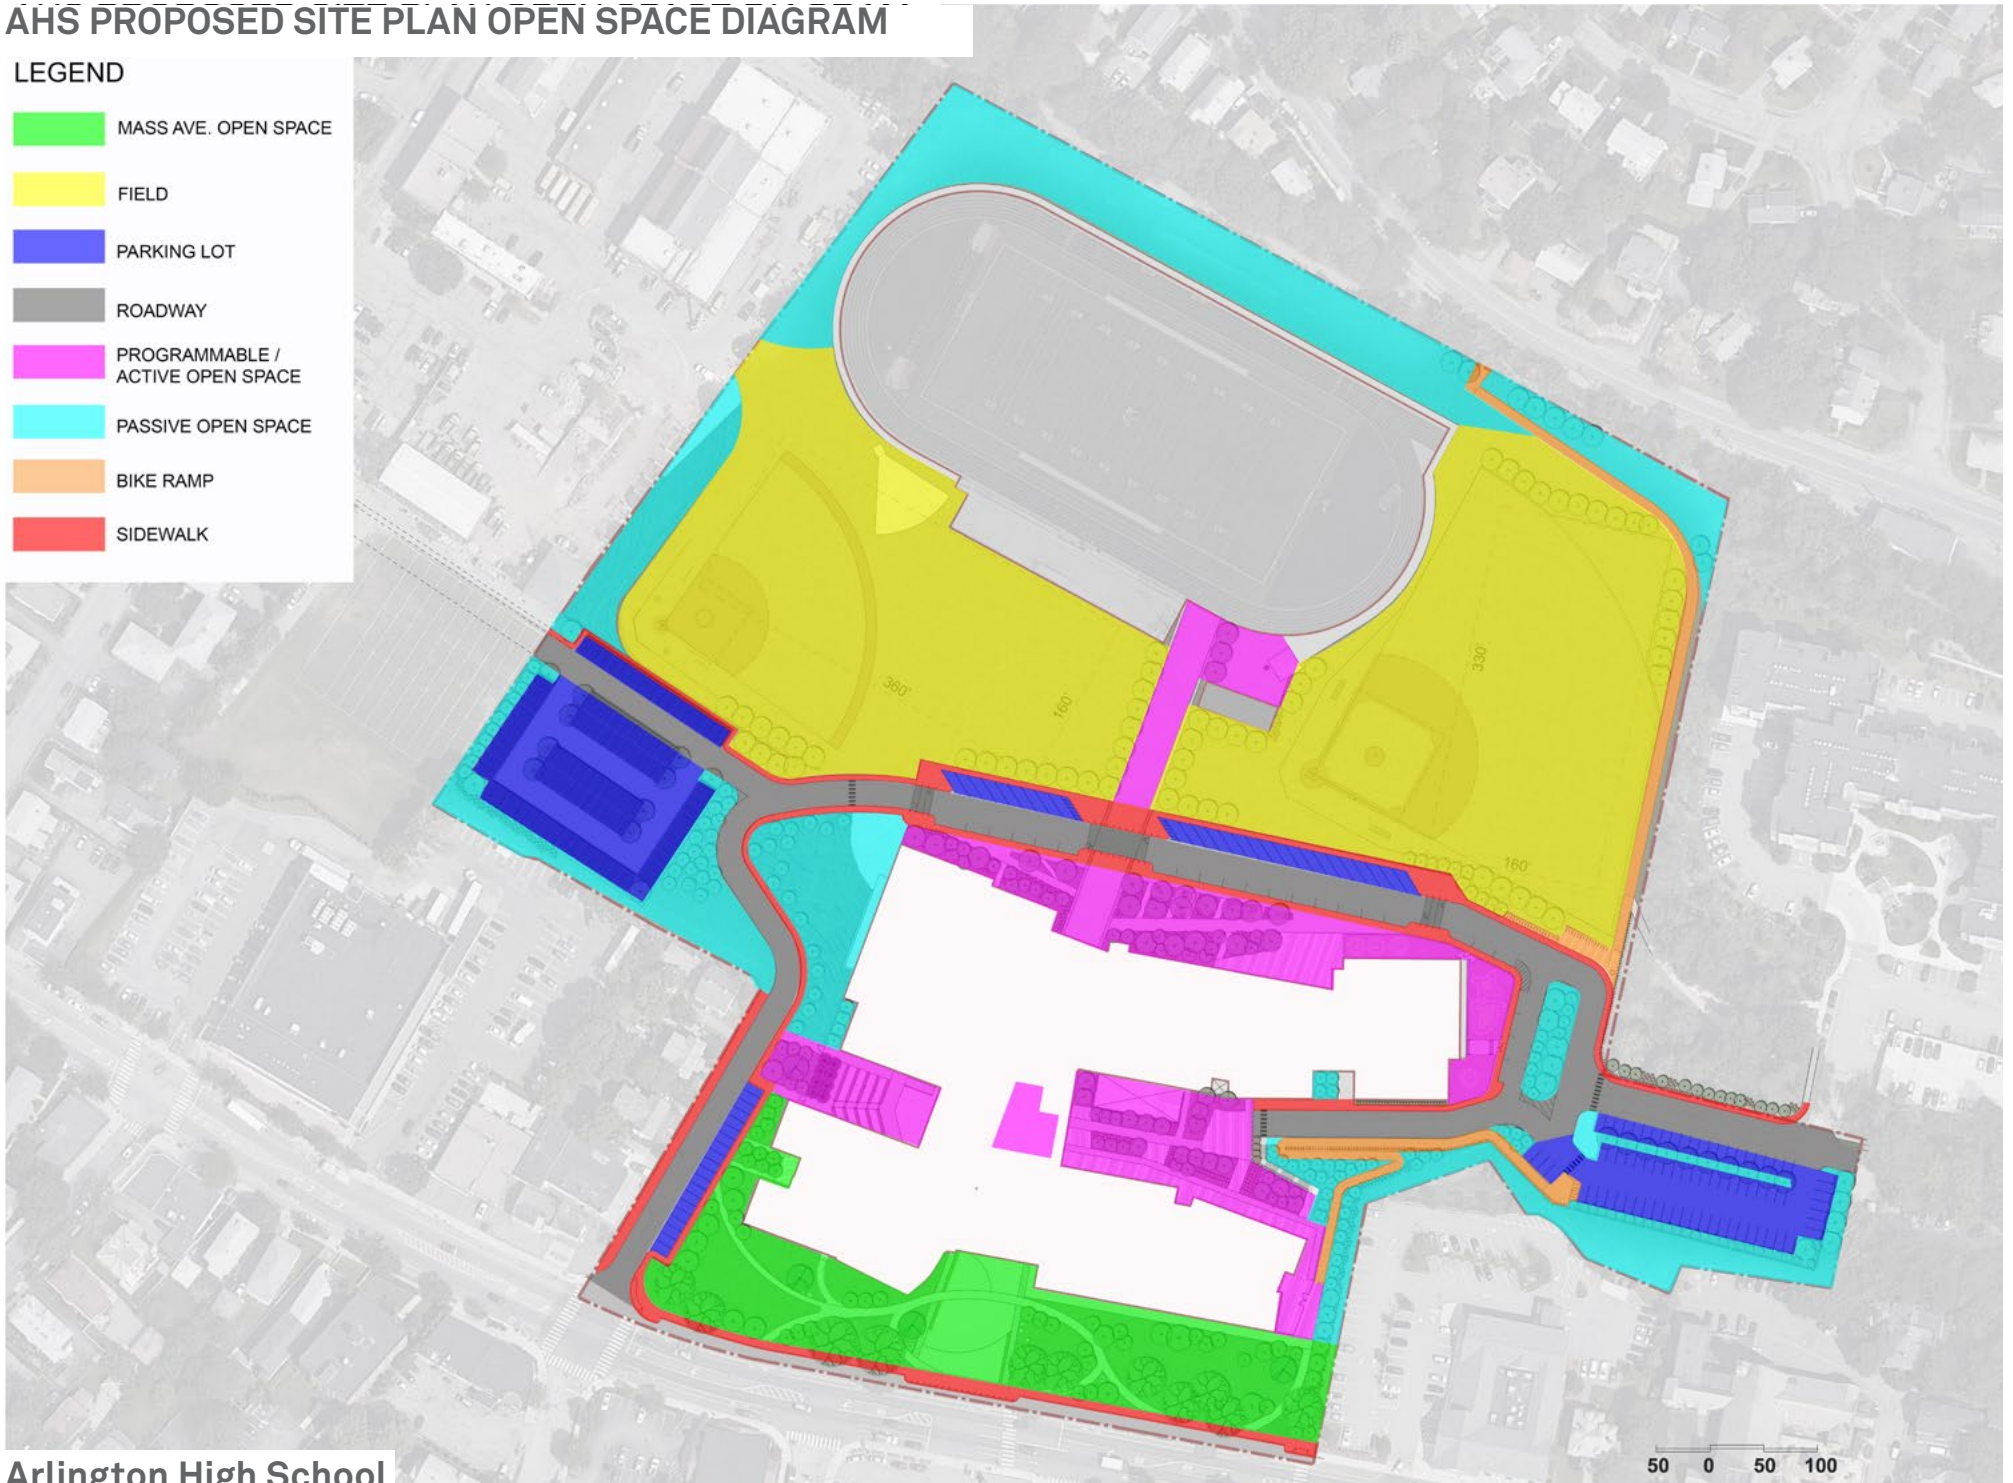 AHS PROPOSED SITE PLAN OPEN SPACE DIAGRAM
LEGEND
MASS AVE. OPEN SPACE
FIELD
PARKING LOT
ROADWAY
PROGRAMMABLE /
ACTIVE OPEN SPACE
PASSIVE OPEN SPACE
BIKE RAMP
SIDEWALK
330'
360'
160'
160'
50 0 50 100
Arlington High School